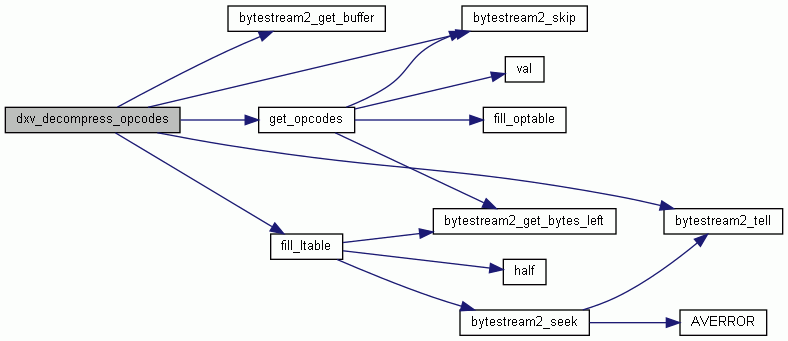 bytestream2_get_buffer
bytestream2_skip
val
dxv_decompress_opcodes
get_opcodes
fill_optable
bytestream2_get_bytes_left
bytestream2_tell
fill_ltable
half
bytestream2_seek
AVERROR